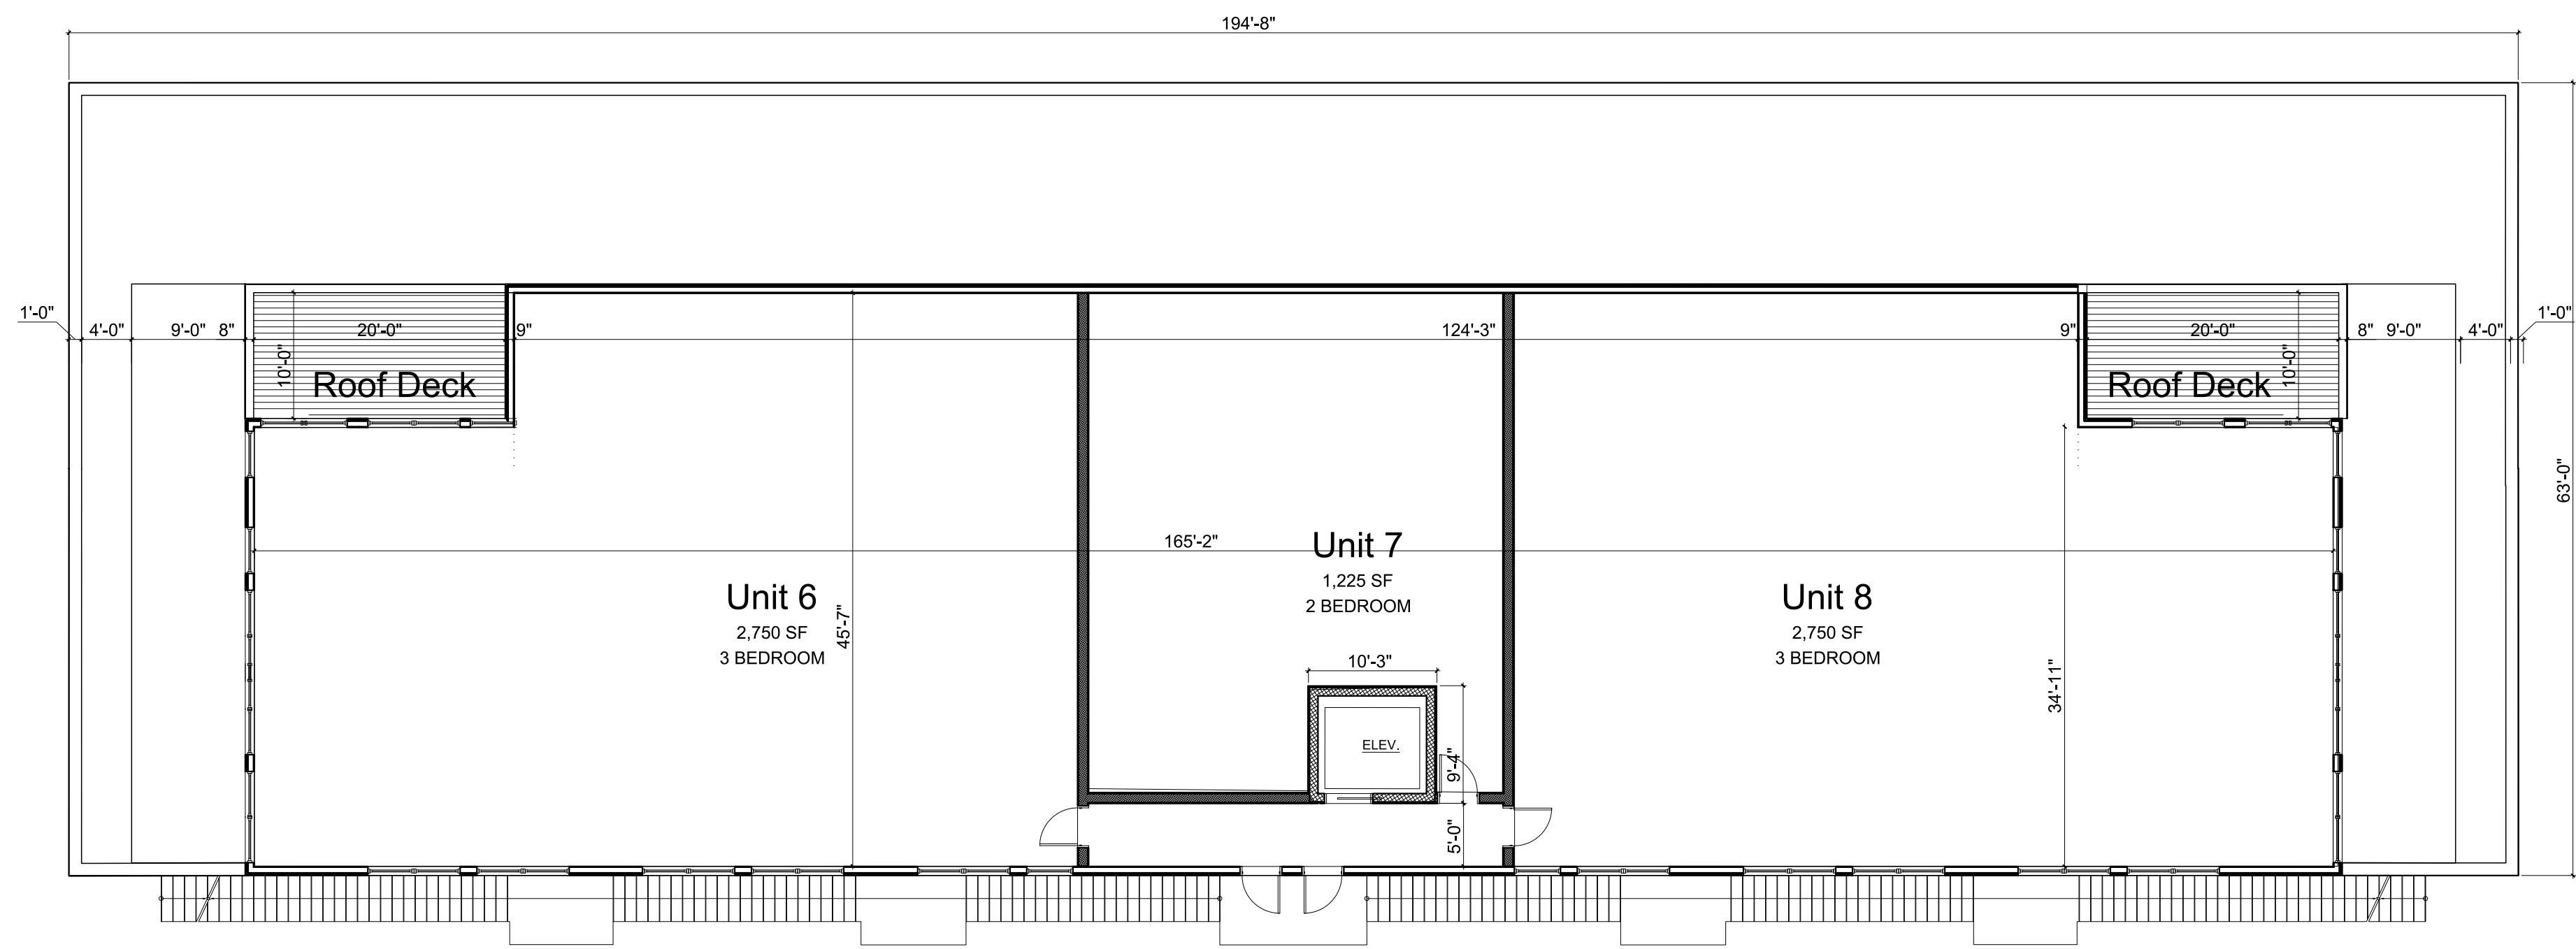 194'-8"
1'-0"
4'-0"
9'-0"
8"
20'-0"
9"
124'-3"
9"
20'-0"
8"
9'-0"
4'-0"
1'-0"
10'-0"
Roof Deck
10'-0"
Roof Deck
63'-0"
165'-2"
Unit 6
2,750 SF
3 BEDROOM
45'-7"
Unit 7
1,225 SF
2 BEDROOM
Unit 8
2,750 SF
3 BEDROOM
34'-11"
10'-3"
ELEV.
9'-4"
5'-0"